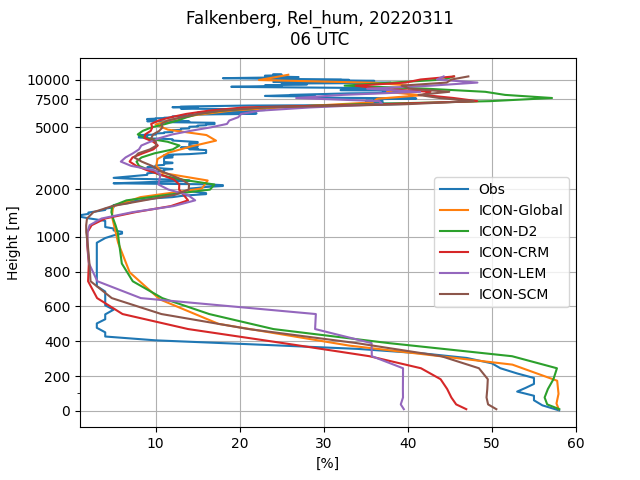 Falkenberg, Rel_hum, 20220311
06 UTC
Height [m]
10000
7500
5000
2000
1000
800
600
400
200
0
Obs
ICON-Global
ICON-D2
ICON-CRM
ICON-LEM
ICON-SCM
10 20 30 40 50 60
[%]